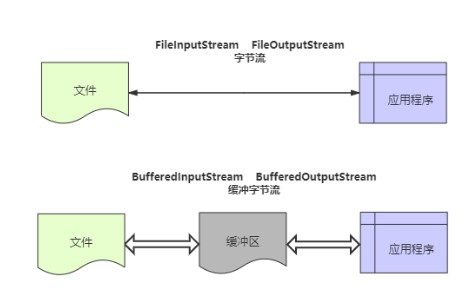 FileInputStream FileOutputStream
字节流
文件
应用程序
BufferedInputStream BufferedOutputStream
缓冲字节流
文件
缓冲区
应用程序